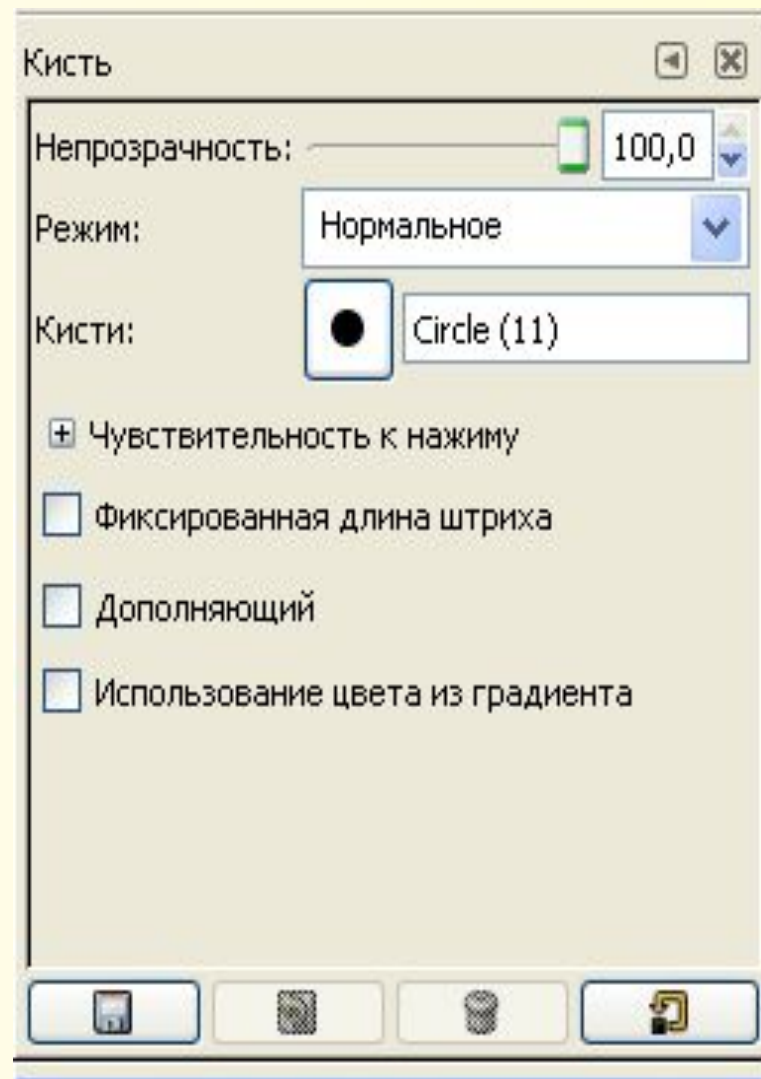 Кисть
Непрозрачность: 100,0
Режим: Нормальное
Кисти: Circle (11)
Чувствительность к нажиму
Фиксированная длина штриха
Дополняющий
Использование цвета из градиента